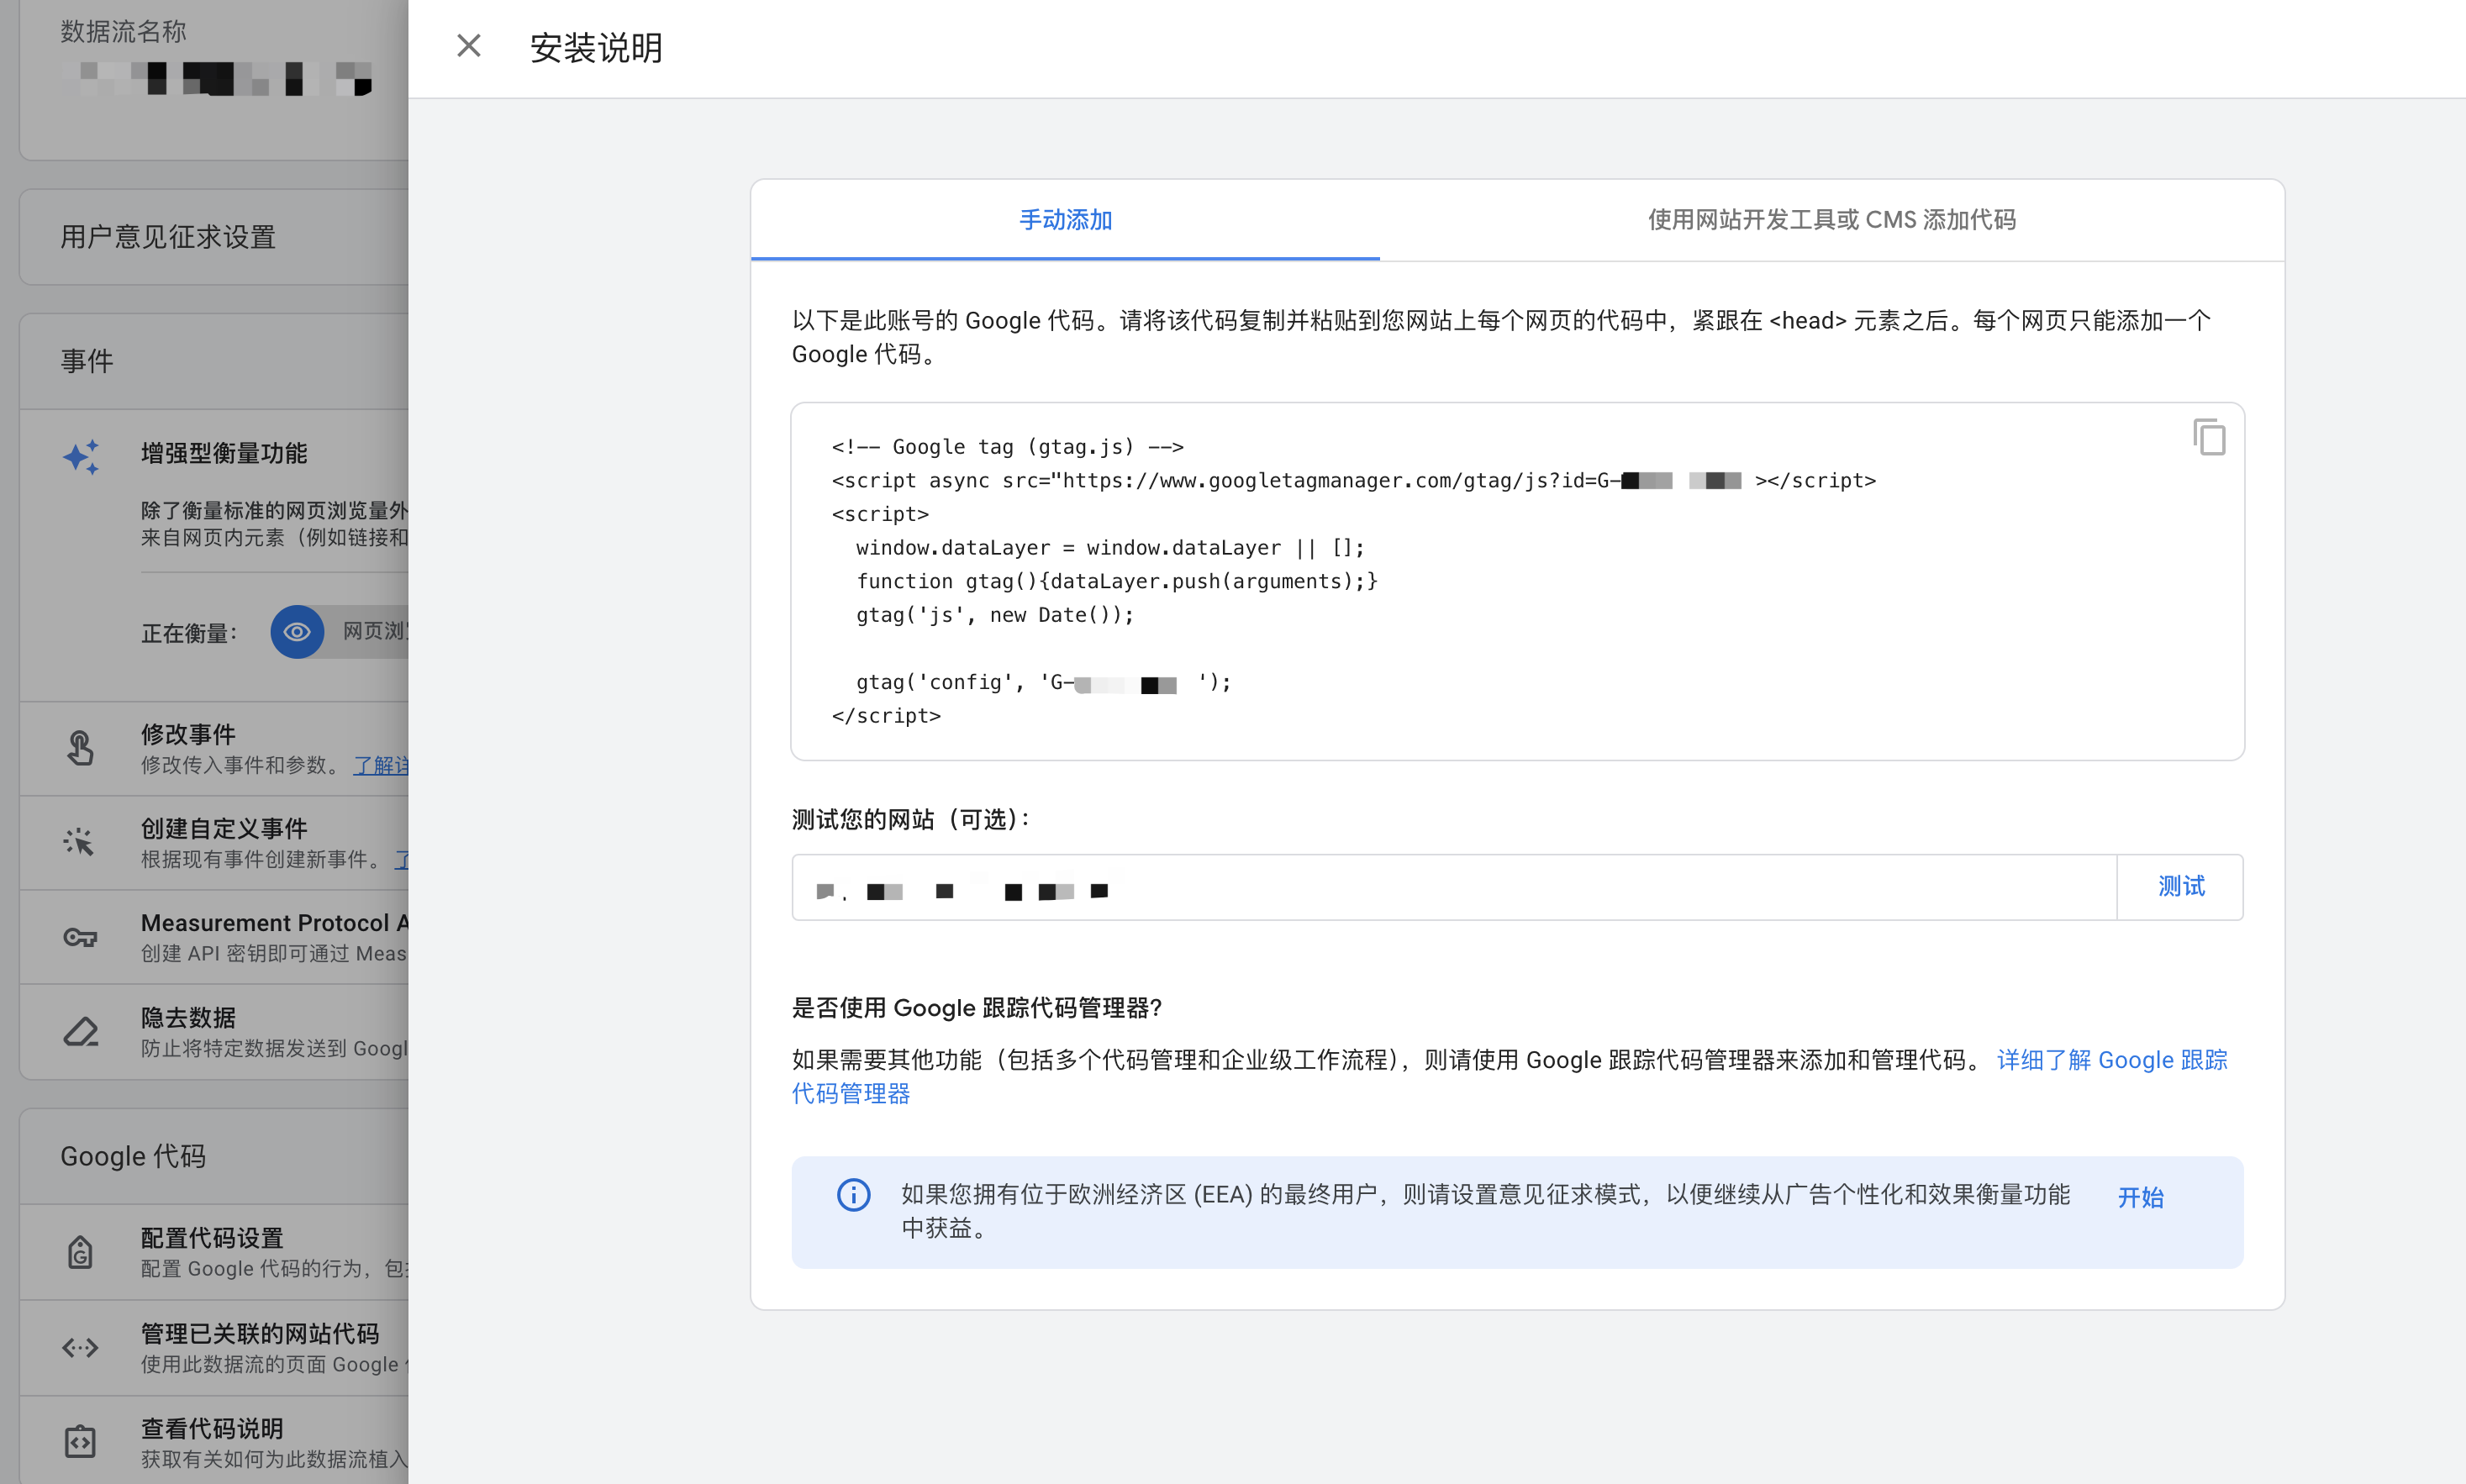 数据流名称
用户意见征求设置
事件
增强型衡量功能
除了衡量标准的网页浏览量外
来自网页内元素（例如链接和
正在衡量：
网页浏
修改事件
修改传入事件和参数。 了解详
创建自定义事件
根据现有事件创建新事件。 了
Measurement Protocol A
创建 API 密钥即可通过 Meas
隐去数据
防止将特定数据发送到 Googl
Google 代码
配置代码设置
配置 Google 代码的行为，包
管理已关联的网站代码
使用此数据流的页面 Google
查看代码说明
获取有关如何为此数据流植入
安装说明
手动添加
使用网站开发工具或 CMS 添加代码
以下是此账号的 Google 代码。请将该代码复制并粘贴到您网站上每个网页的代码中，紧跟在 <head> 元素之后。每个网页只能添加一个
Google 代码。
<!-- Google tag (gtag.js) -->
<script async src="https://www.googletagmanager.com/gtag/js?id=G- ></script>
<script>
window.dataLayer = window.dataLayer || [];
function gtag(){dataLayer.push(arguments);}
gtag('js', new Date());
gtag('config', 'G- ');
</script>
测试您的网站（可选）：
测试
是否使用 Google 跟踪代码管理器？
如果需要其他功能（包括多个代码管理和企业级工作流程），则请使用 Google 跟踪代码管理器来添加和管理代码。 详细了解 Google 跟踪
代码管理器
如果您拥有位于欧洲经济区 (EEA) 的最终用户，则请设置意见征求模式，以便继续从广告个性化和效果衡量功能
中获益。
开始